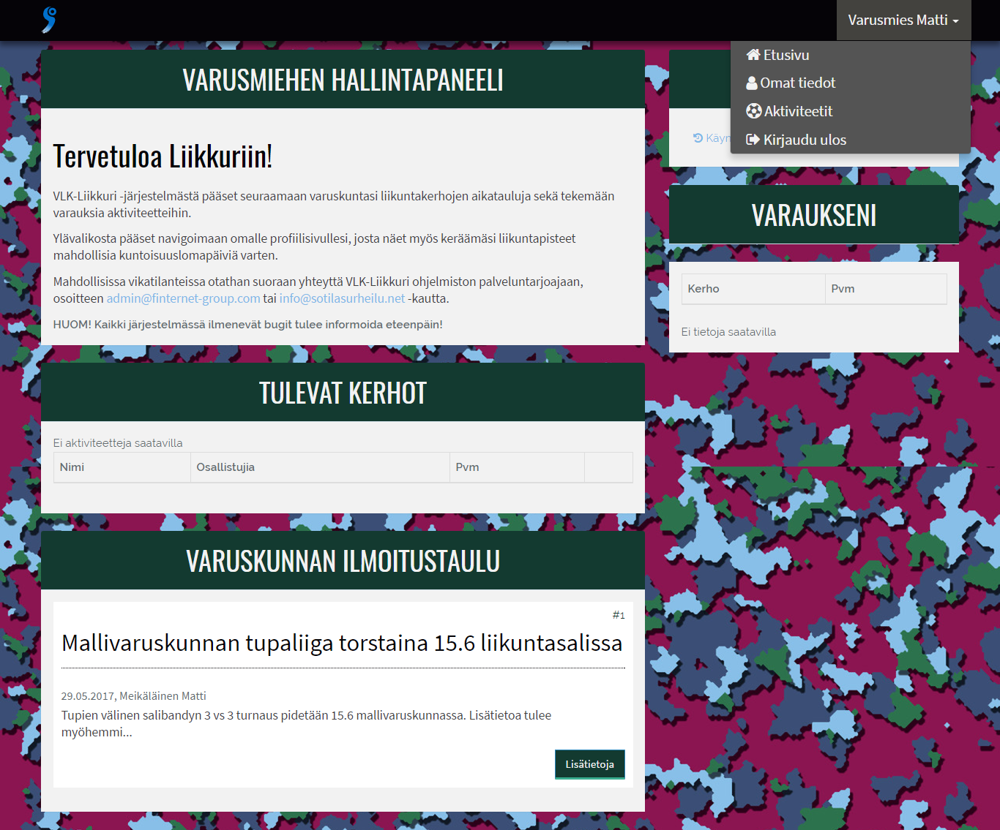 Varusmies Matti
Etusivu
Omat tiedot
Aktiviteetit
Kirjaudu ulos
VARUSMIEHEN HALLINTAPANEELI
Tervetuloa Liikkuriin!
VLK-Liikkuri -järjestelmästä pääset seuraamaan varuskuntasi liikuntakerhojen aikatauluja sekä tekemään
varauksia aktiviteetteihin.
Ylävalikosta pääset navigoimaan omalle profiilisivullesi, josta näet myös keräämäsi liikuntapisteet
mahdollisia kuntoisuuslomapäiviä varten.
Mahdollisissa vikatilanteissa otathan suoraan yhteyttä VLK-Liikkuri ohjelmiston palveluntarjoajaan,
osoitteen admin@finternet-group.com tai info@sotilasurheilu.net -kautta.
HUOM! Kaikki järjestelmässä ilmenevät bugit tulee informoida eteenpäin!
VARAUKSENI
Kerho Pvm
Ei tietoja saatavilla
TULEVAT KERHOT
Ei aktiviteetteja saatavilla
Nimi Osallistujia Pvm
VARUSKUNNAN ILMOITUSTAULU
#1
Mallivaruskunnan tupaliiga torstaina 15.6 liikuntasalissa
29.05.2017, Meikäläinen Matti
Tupien välinen salibandyn 3 vs 3 turnaus pidetään 15.6 mallivaruskunnassa. Lisätietoa tulee
myöhemmi...
Lisätietoja